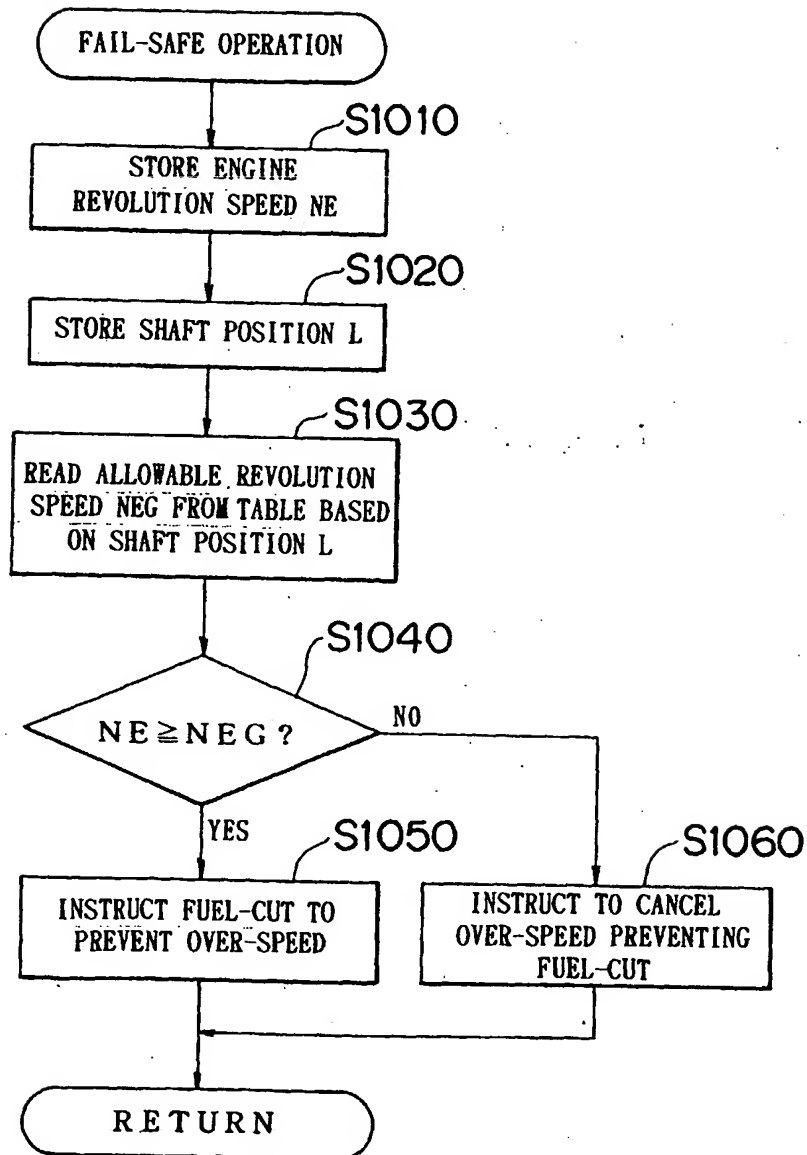 FAIL-SAFE OPERATION
S1010
STORE ENGINE
REVOLUTION SPEED NE
S1020
STORE SHAFT POSITION L
S1030
READ ALLOWABLE REVOLUTION
SPEED NEG FROM TABLE BASED
ON SHAFT POSITION L
S1040
NE≧NEG?
NO
YES
S1050
INSTRUCT FUEL-CUT TO
PREVENT OVER-SPEED
S1060
INSTRUCT TO CANCEL
OVER-SPEED PREVENTING
FUEL-CUT
RETURN